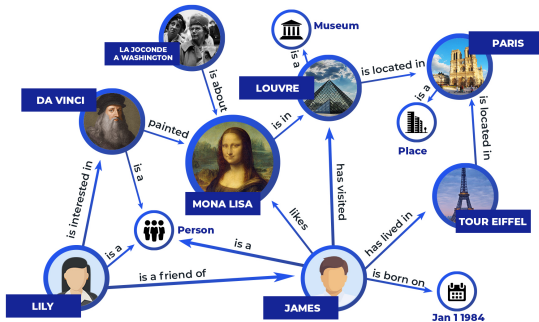 Museum
LA JOCONDE
A WASHINGTON
is a
PARIS
is located in
LOUVRE
DA VINCI
is about
is a
painted
is in
is located in
Place
is interested in
is a
MONA LISA
has visited
TOUR EIFFEL
likes
has lived in
Person
is a
is a
is a friend of
is born on
LILY
JAMES
Jan 1 1984